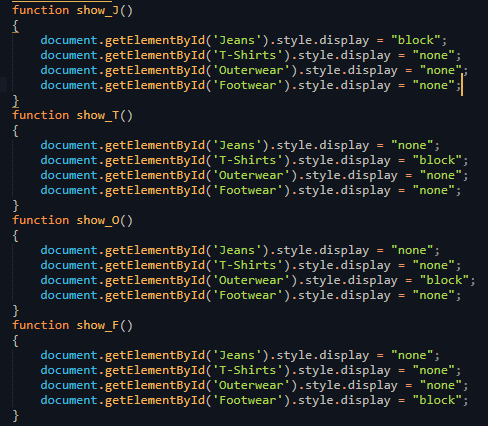 function show_J()
{
    document.getElementById('Jeans').style.display = "block";
    document.getElementById('T-Shirts').style.display = "none";
    document.getElementById('Outerwear').style.display = "none";
    document.getElementById('Footwear').style.display = "none";
}
function show_T()
{
    document.getElementById('Jeans').style.display = "none";
    document.getElementById('T-Shirts').style.display = "block";
    document.getElementById('Outerwear').style.display = "none";
    document.getElementById('Footwear').style.display = "none";
}
function show_O()
{
    document.getElementById('Jeans').style.display = "none";
    document.getElementById('T-Shirts').style.display = "none";
    document.getElementById('Outerwear').style.display = "block";
    document.getElementById('Footwear').style.display = "none";
}
function show_F()
{
    document.getElementById('Jeans').style.display = "none";
    document.getElementById('T-Shirts').style.display = "none";
    document.getElementById('Outerwear').style.display = "none";
    document.getElementById('Footwear').style.display = "block";
}